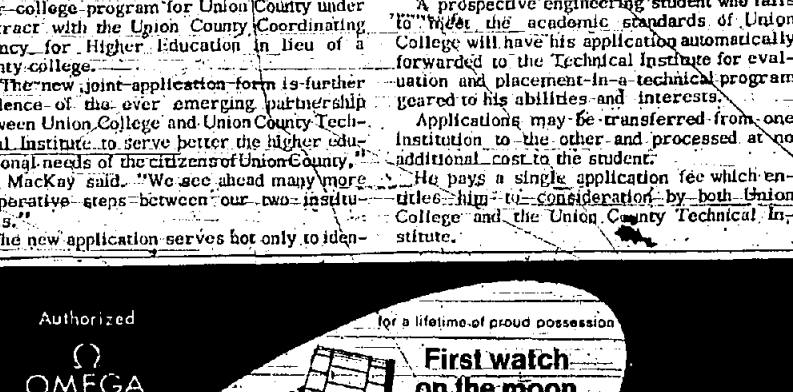 -college program for Union County under
ract with the Union County Coordinating
ncy for Higher Education in lieu of a
nty college.
"The new joint application form is further
dence of the ever emerging partnership
ween Union College and Union County Tech-
al Institute to serve better the higher edu-
onal needs of the citizens of Union County,"
MacKay said. "We see ahead many more
perative steps between our two institu-
s."
he new application serves not only to iden-
A prospective engineering student who fails
to meet the academic standards of Union
College will have his application automatically
forwarded to the Technical Institute for eval-
uation and placement in a technical program
geared to his abilities and interests.
Applications may be transferred from one
institution to the other and processed at no
additional cost to the student.
He pays a single application fee which en-
titles him to consideration by both Union
College and the Union County Technical In-
stitute.
Authorized
Ω
OMEGA
for a lifetime of proud possession
First watch
on the moon